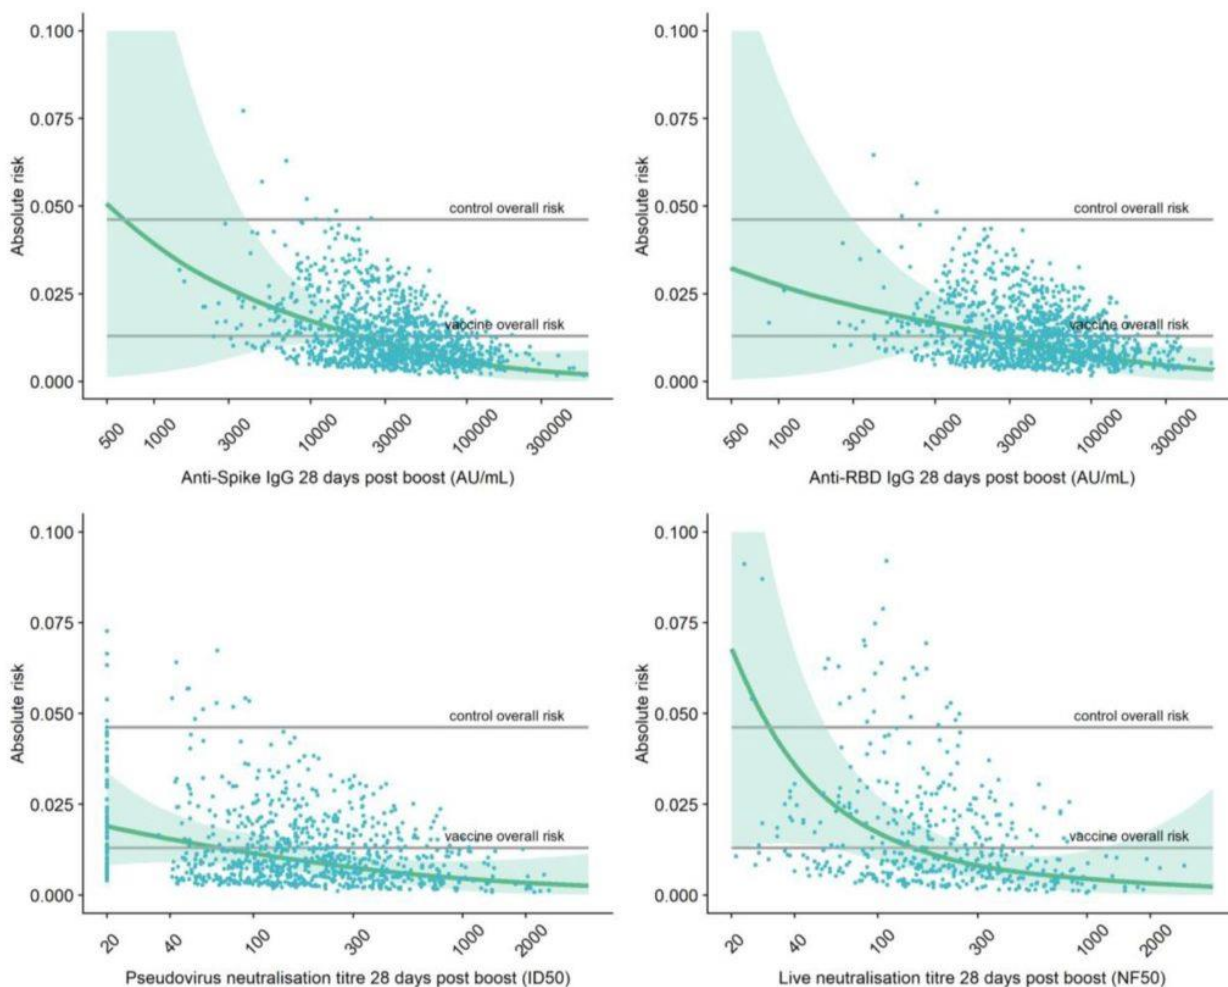 0.100
0.075
0.050
0.025
0.000
Absolute risk
control overall risk
vaccine overall risk
500 1000 3000 10000 30000 100000 300000
Anti-Spike IgG 28 days post boost (AU/mL)
0.100
0.075
0.050
0.025
0.000
Absolute risk
control overall risk
vaccine overall risk
500 1000 3000 10000 30000 100000 300000
Anti-RBD IgG 28 days post boost (AU/mL)
0.100
0.075
0.050
0.025
0.000
Absolute risk
control overall risk
vaccine overall risk
20 40 100 300 1000 2000
Pseudovirus neutralisation titre 28 days post boost (ID50)
0.100
0.075
0.050
0.025
0.000
Absolute risk
control overall risk
vaccine overall risk
20 40 100 300 1000 2000
Live neutralisation titre 28 days post boost (NF50)